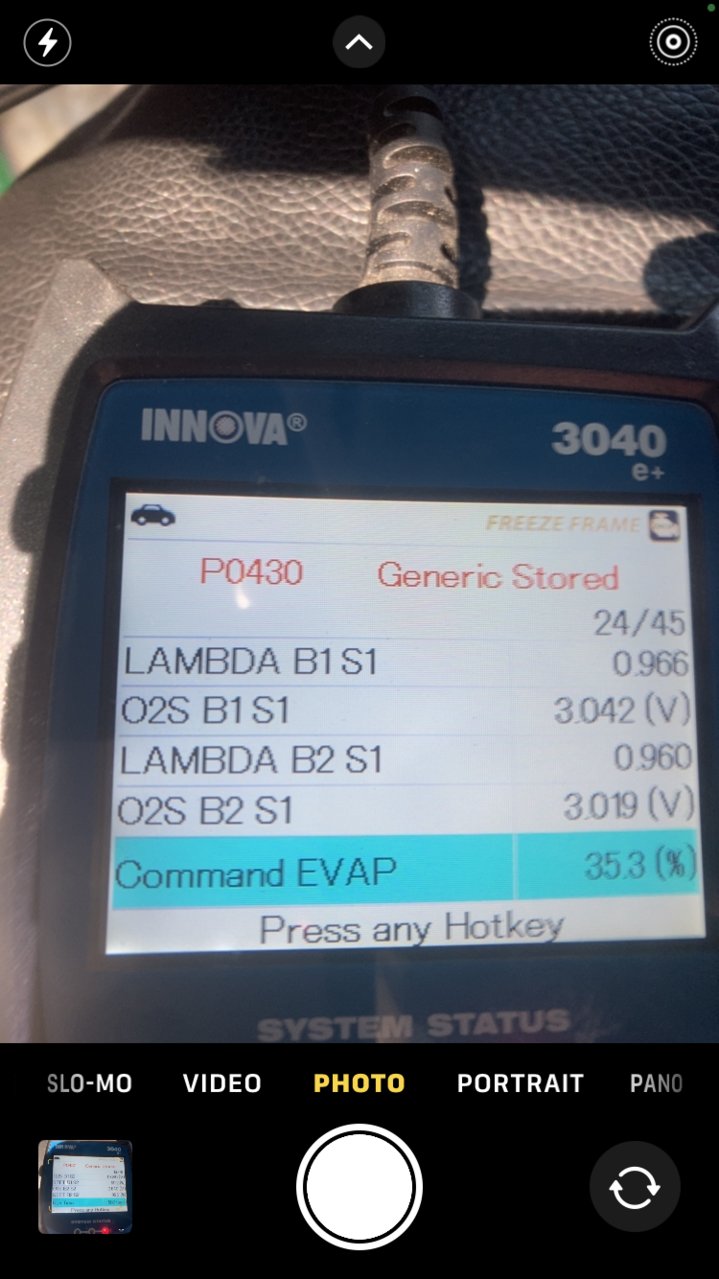 INNOVA®
3040
e+
FREEZE FRAME
P0430 Generic Stored
24/45
LAMBDA B1 S1 0.966
O2S B1 S1 3.042 (V)
LAMBDA B2 S1 0.960
O2S B2 S1 3.019 (V)
Command EVAP 35.3 (%)
Press any Hotkey
SYSTEM STATUS
SLO-MO VIDEO PHOTO PORTRAIT PANO